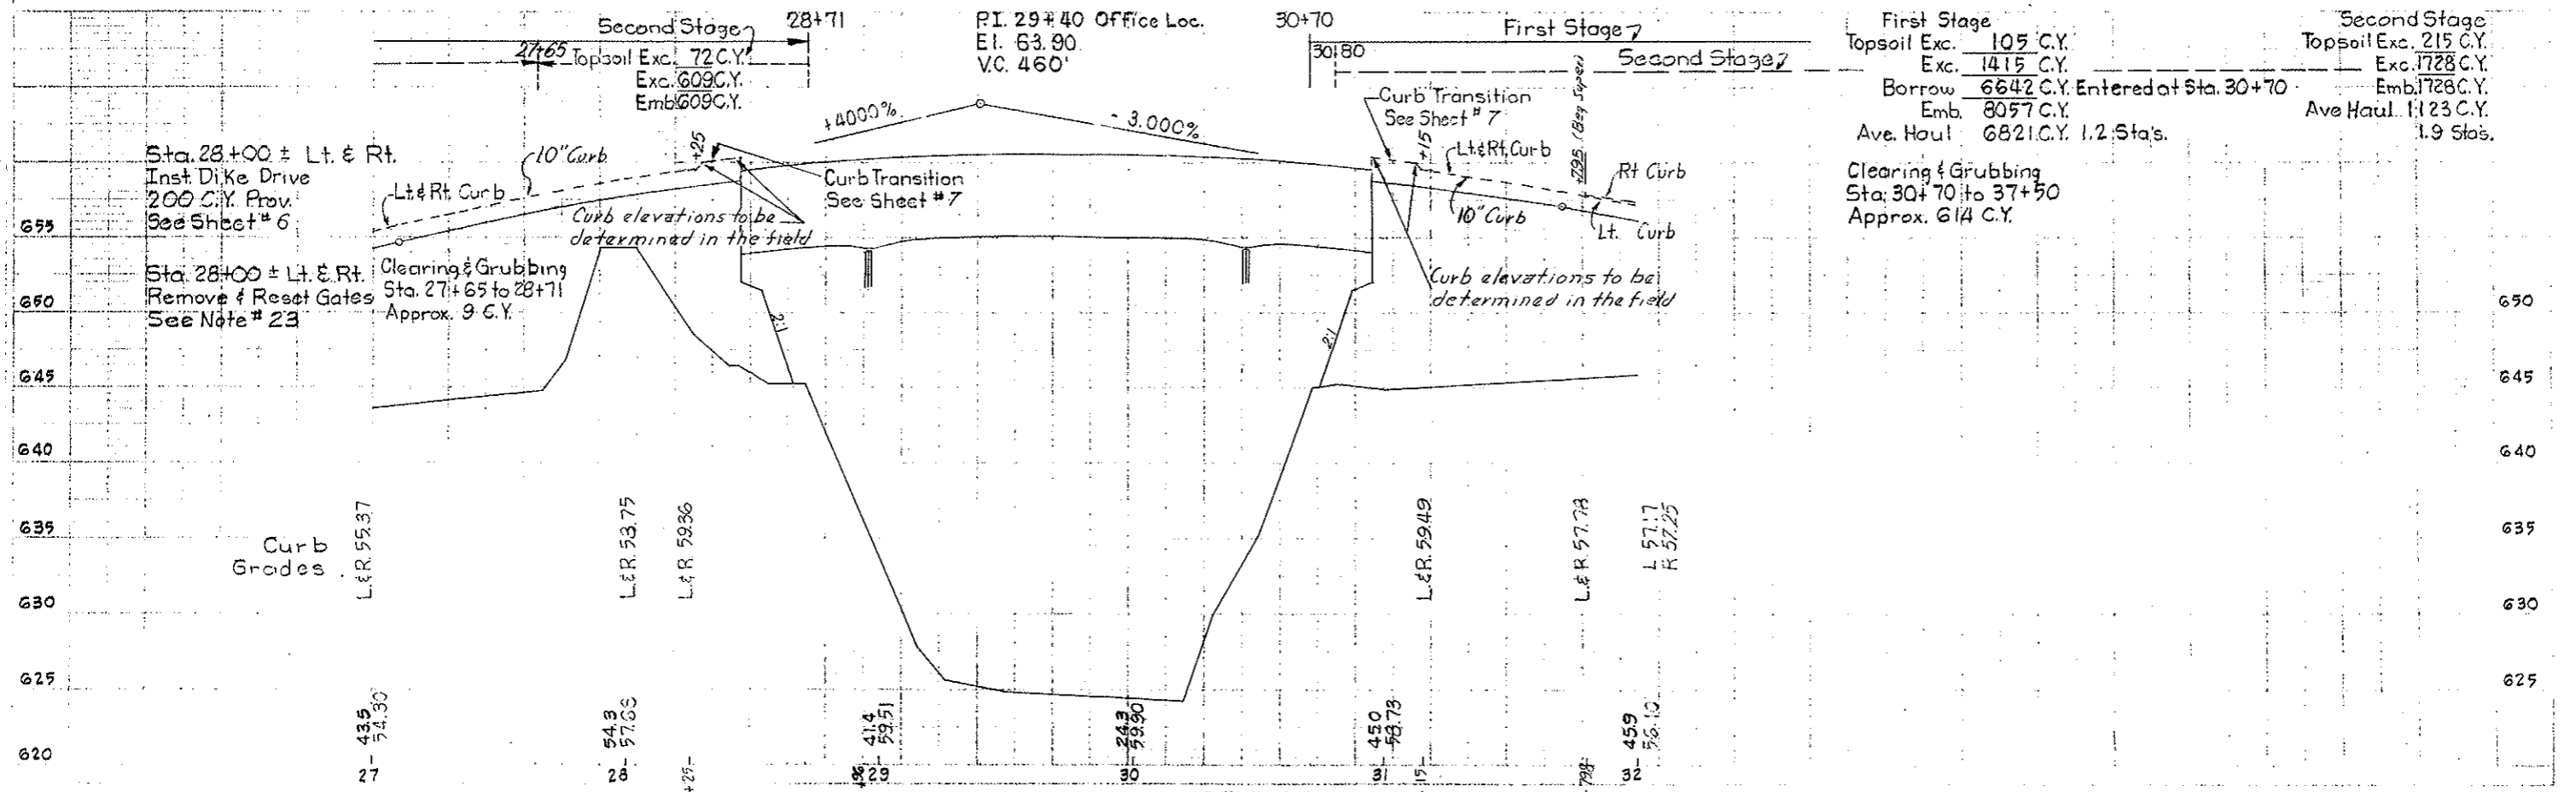 Second Stage
28+71
27+65
Topsoil Exc. 72 C.Y.
Exc. 609 C.Y.
Emb. 609 C.Y.
P.I. 29+40 Office Loc.
El. 63.90
V.C. 460'
30+70
First Stage
30+80
Second Stage
First Stage
Topsoil Exc. 105 C.Y.
Exc. 1415 C.Y.
Borrow 6642 C.Y. Entered at Sta. 30+70
Emb. 8057 C.Y.
Ave. Haul 6821 C.Y. 1.2 Sta's.
Second Stage
Topsoil Exc. 215 C.Y.
Exc. 1728 C.Y.
Emb. 1728 C.Y.
Ave Haul 1123 C.Y.
1.9 Sta's.
Clearing & Grubbing
Sta. 30+70 to 37+50
Approx. 614 C.Y.
Sta. 28+00 ± Lt. & Rt.
Inst. Dike Drive
200 C.Y. Prov.
See Sheet #6
Sta. 28+00 ± Lt. & Rt.
Remove & Reset Gates
See Note #23
Lt & Rt Curb
10" Curb
+25
+4000%
- 3.000%
Curb Transition
See Sheet #7
Curb elevations to be
determined in the field
Clearing & Grubbing
Sta. 27+65 to 28+71
Approx. 9 C.Y.
2:1
Curb Transition
See Sheet #7
+15
Lt & Rt Curb
10" Curb
Rt Curb
Lt. Curb
Curb elevations to be
determined in the field
2:1
655
650
645
640
635
630
625
620
650
645
640
635
630
625
Curb
Grades
L&R 55.37
L&R 59.36
L&R 59.49
L 57.17
R 57.25
43.5
54.30
54.3
41.4
59.51
24.3
59.90
45.0
58.73
45.9
56.10
27
28
+25
29
30
31
15
32